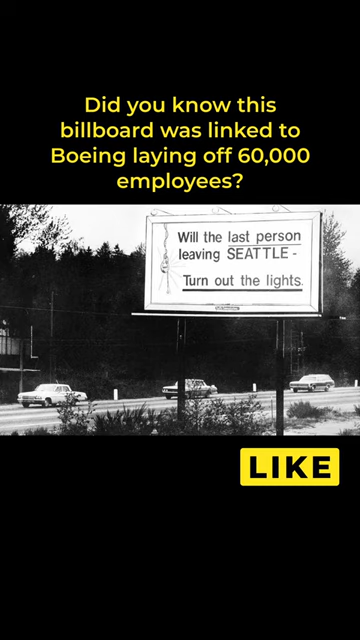 Did you know this
billboard was linked to
Boeing laying off 60,000
employees?
Will the last person
leaving SEATTLE -
Turn out the lights.
LIKE